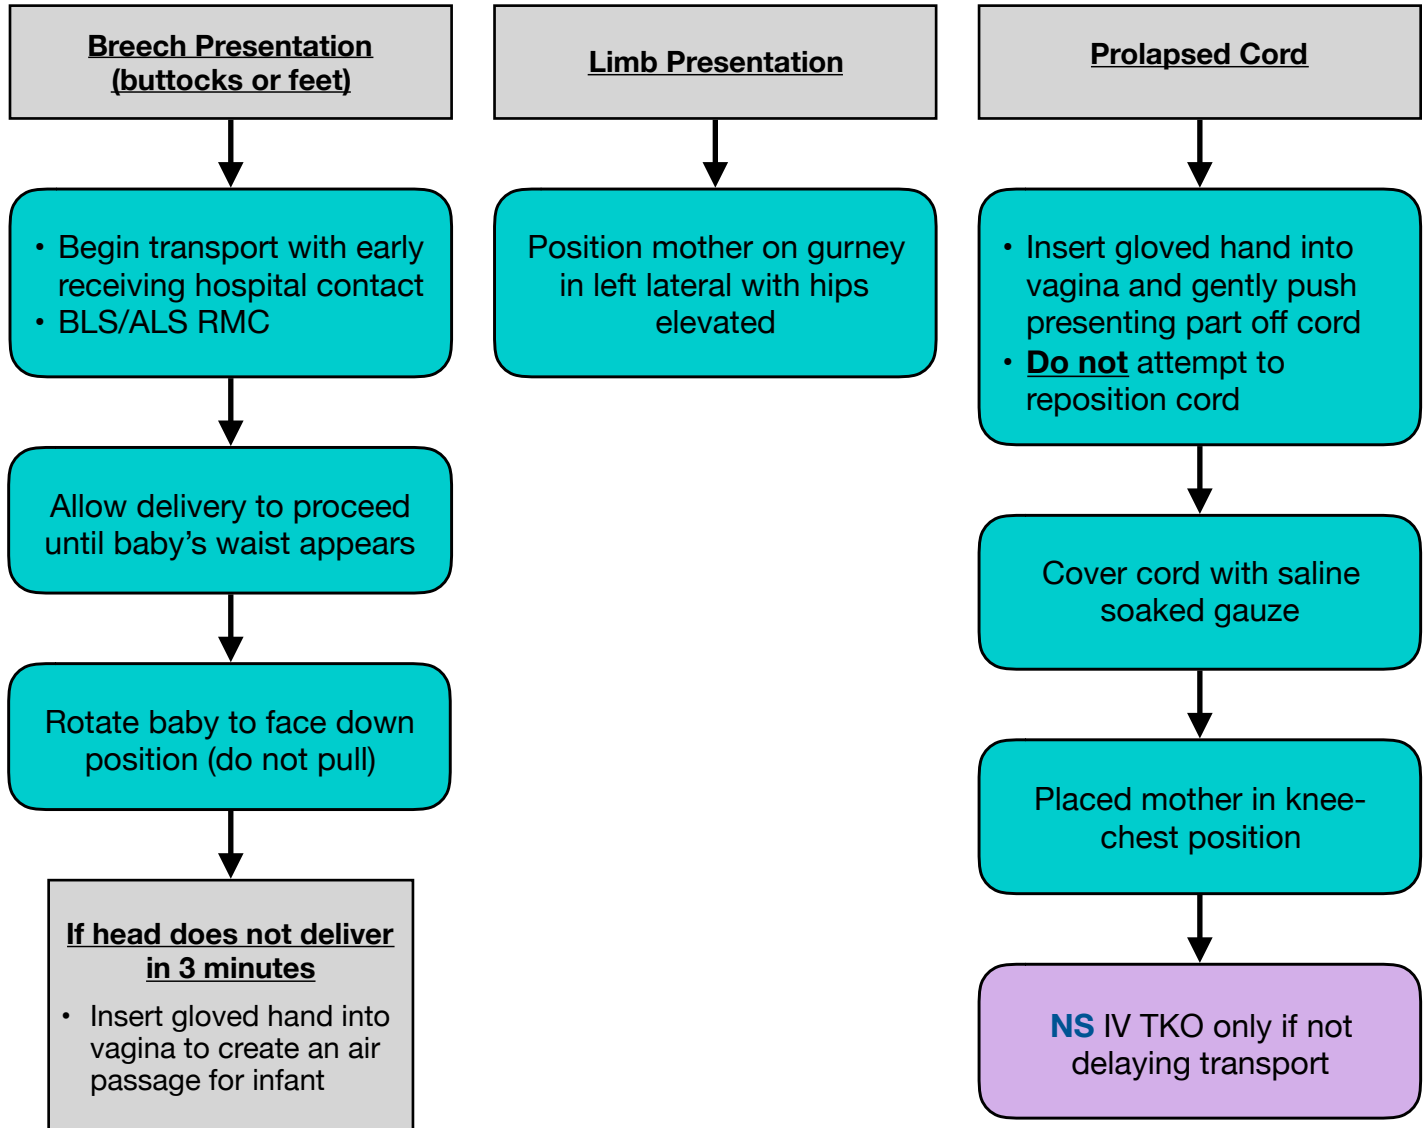 Breech Presentation
(buttocks or feet)
• Begin transport with early
receiving hospital contact
• BLS/ALS RMC
Allow delivery to proceed
until baby’s waist appears
Rotate baby to face down
position (do not pull)
If head does not deliver
in 3 minutes
• Insert gloved hand into
vagina to create an air
passage for infant
Limb Presentation
Position mother on gurney
in left lateral with hips
elevated
Prolapsed Cord
• Insert gloved hand into
vagina and gently push
presenting part off cord
• Do not attempt to
reposition cord
Cover cord with saline
soaked gauze
Placed mother in knee-
chest position
NS IV TKO only if not
delaying transport